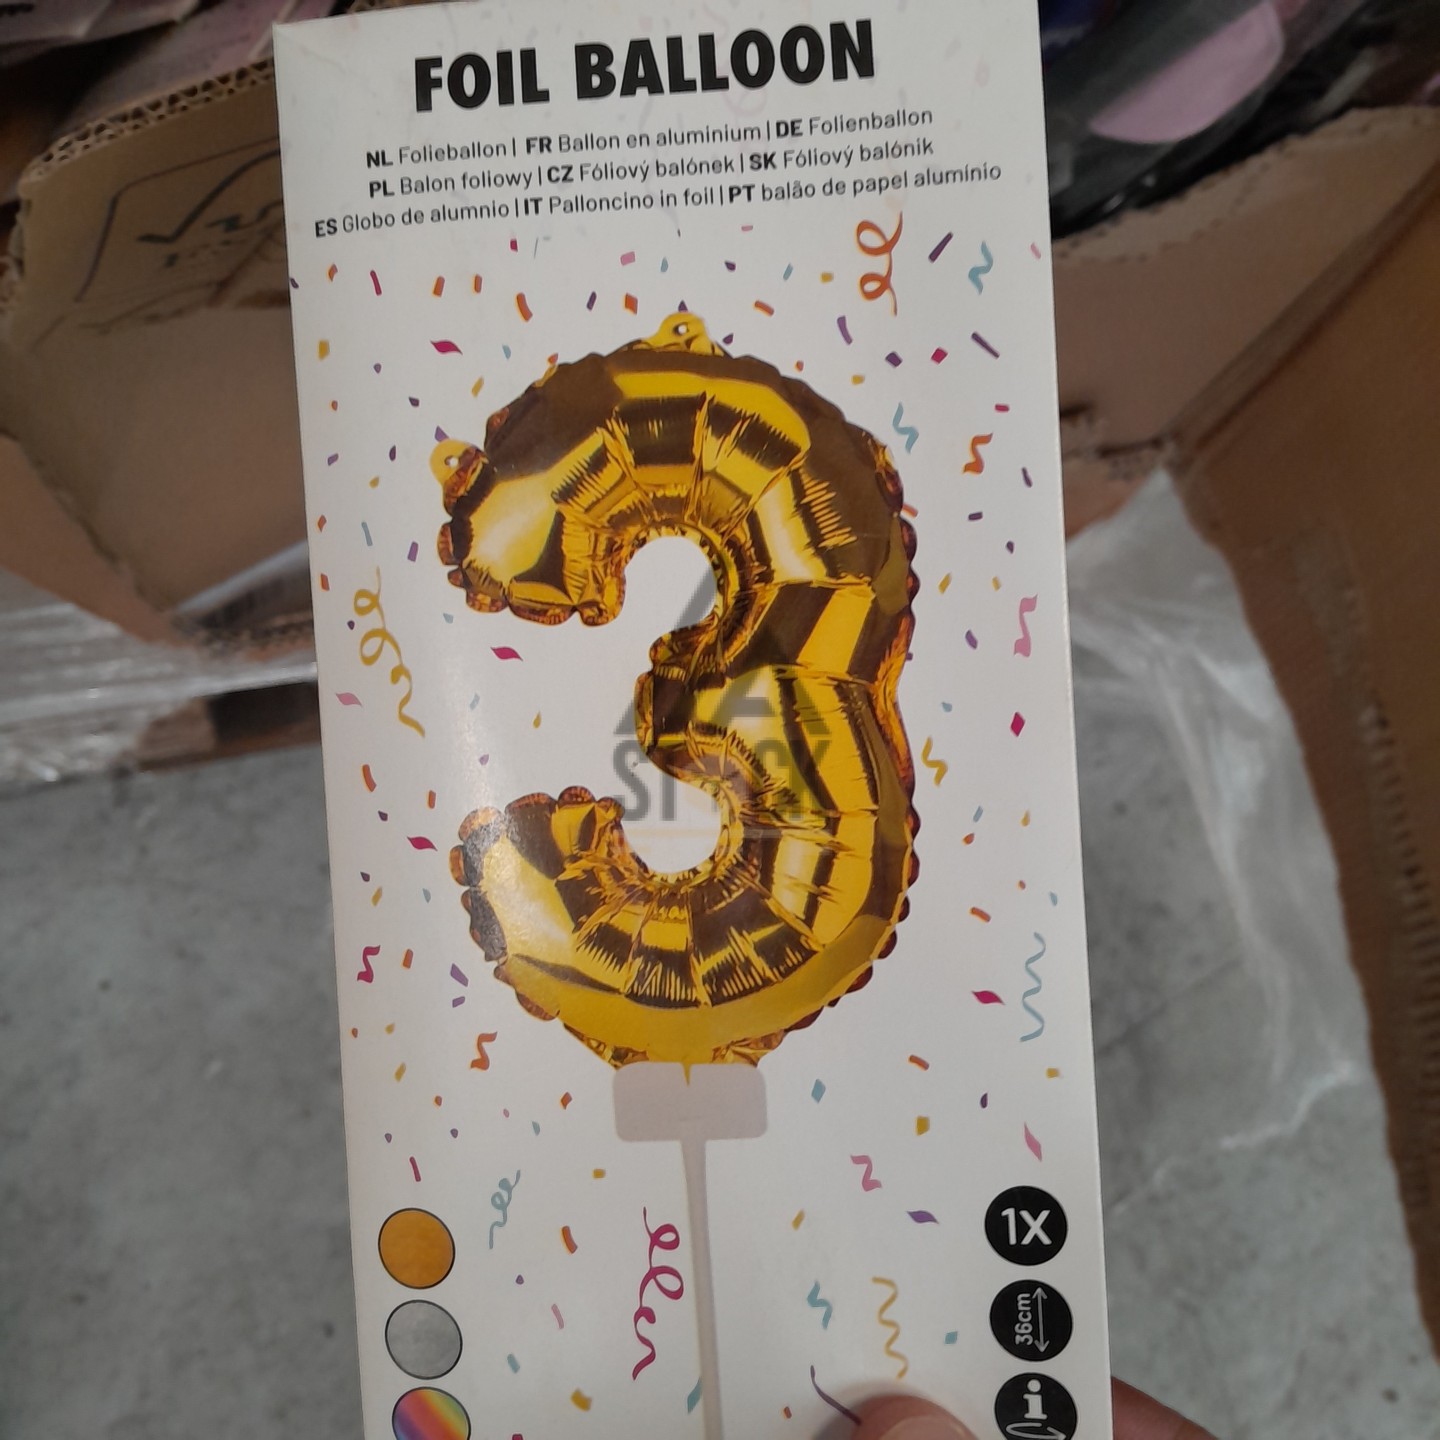 FOIL BALLOON
NL Folieballon | FR Ballon en aluminium | DE Folienballon
PL Balon foliowy | CZ Fóliový balónek | SK Fóliový balónik
ES Globo de alumnio | IT Palloncino in foil | PT balão de papel alumínio
STOCK
1X
36cm
i